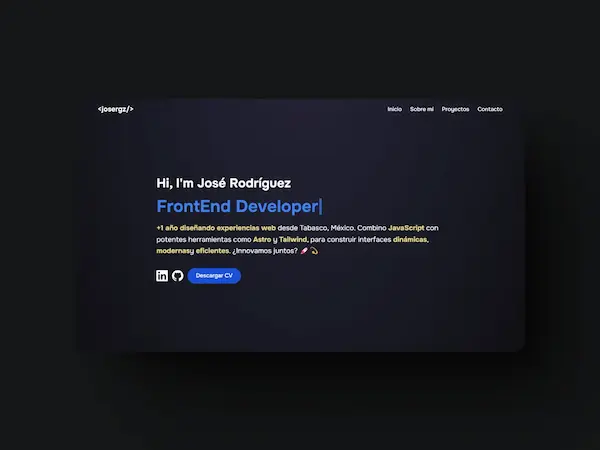 <josergz/>
Inicio Sobre mí Proyectos Contacto
Hi, I'm José Rodríguez
FrontEnd Developer|
+1 año diseñando experiencias web desde Tabasco, México. Combino JavaScript con
potentes herramientas como Astro y Tailwind, para construir interfaces dinámicas,
modernasy eficientes. ¿Innovamos juntos? 🚀 💫
in
Descargar CV